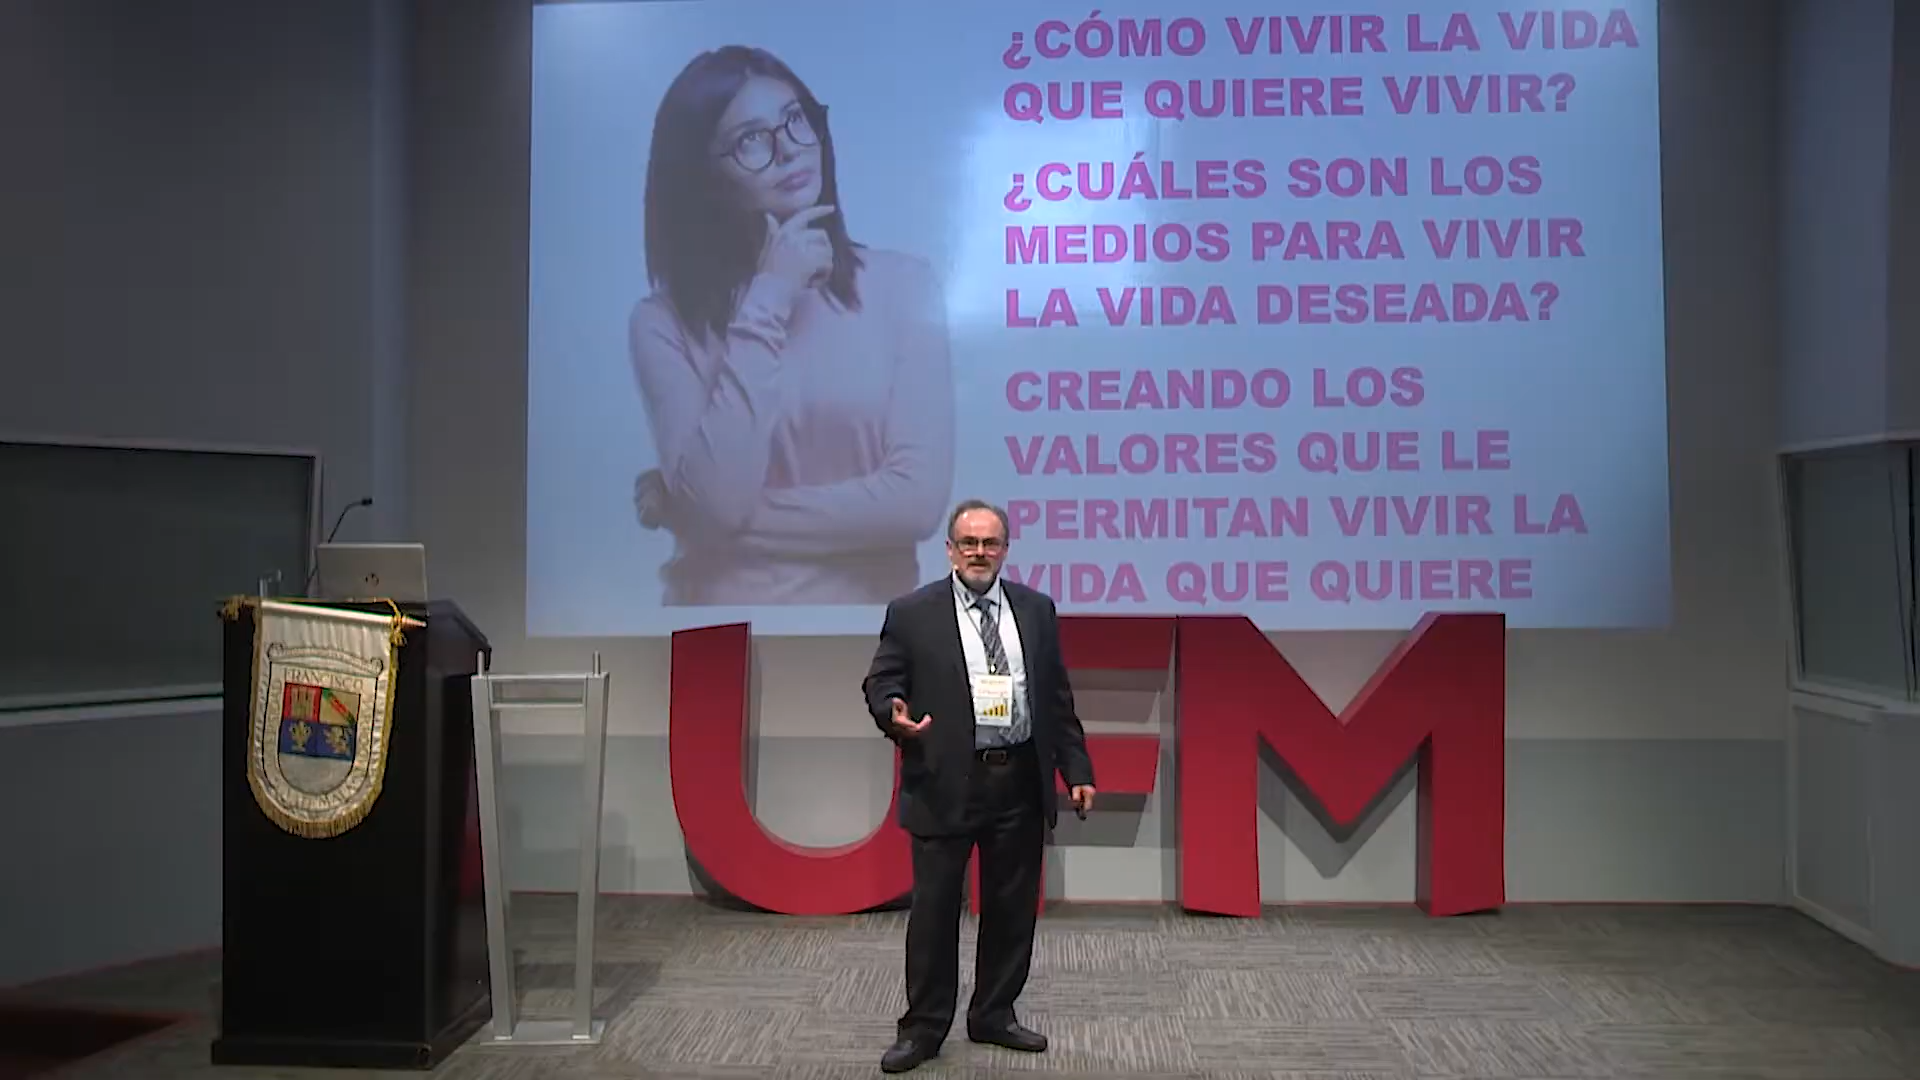 ¿CÓMO VIVIR LA VIDA
QUE QUIERE VIVIR?
¿CUÁLES SON LOS
MEDIOS PARA VIVIR
LA VIDA DESEADA?
CREANDO LOS
VALORES QUE LE
PERMITAN VIVIR LA
VIDA QUE QUIERE
UFM
FRANCISCO